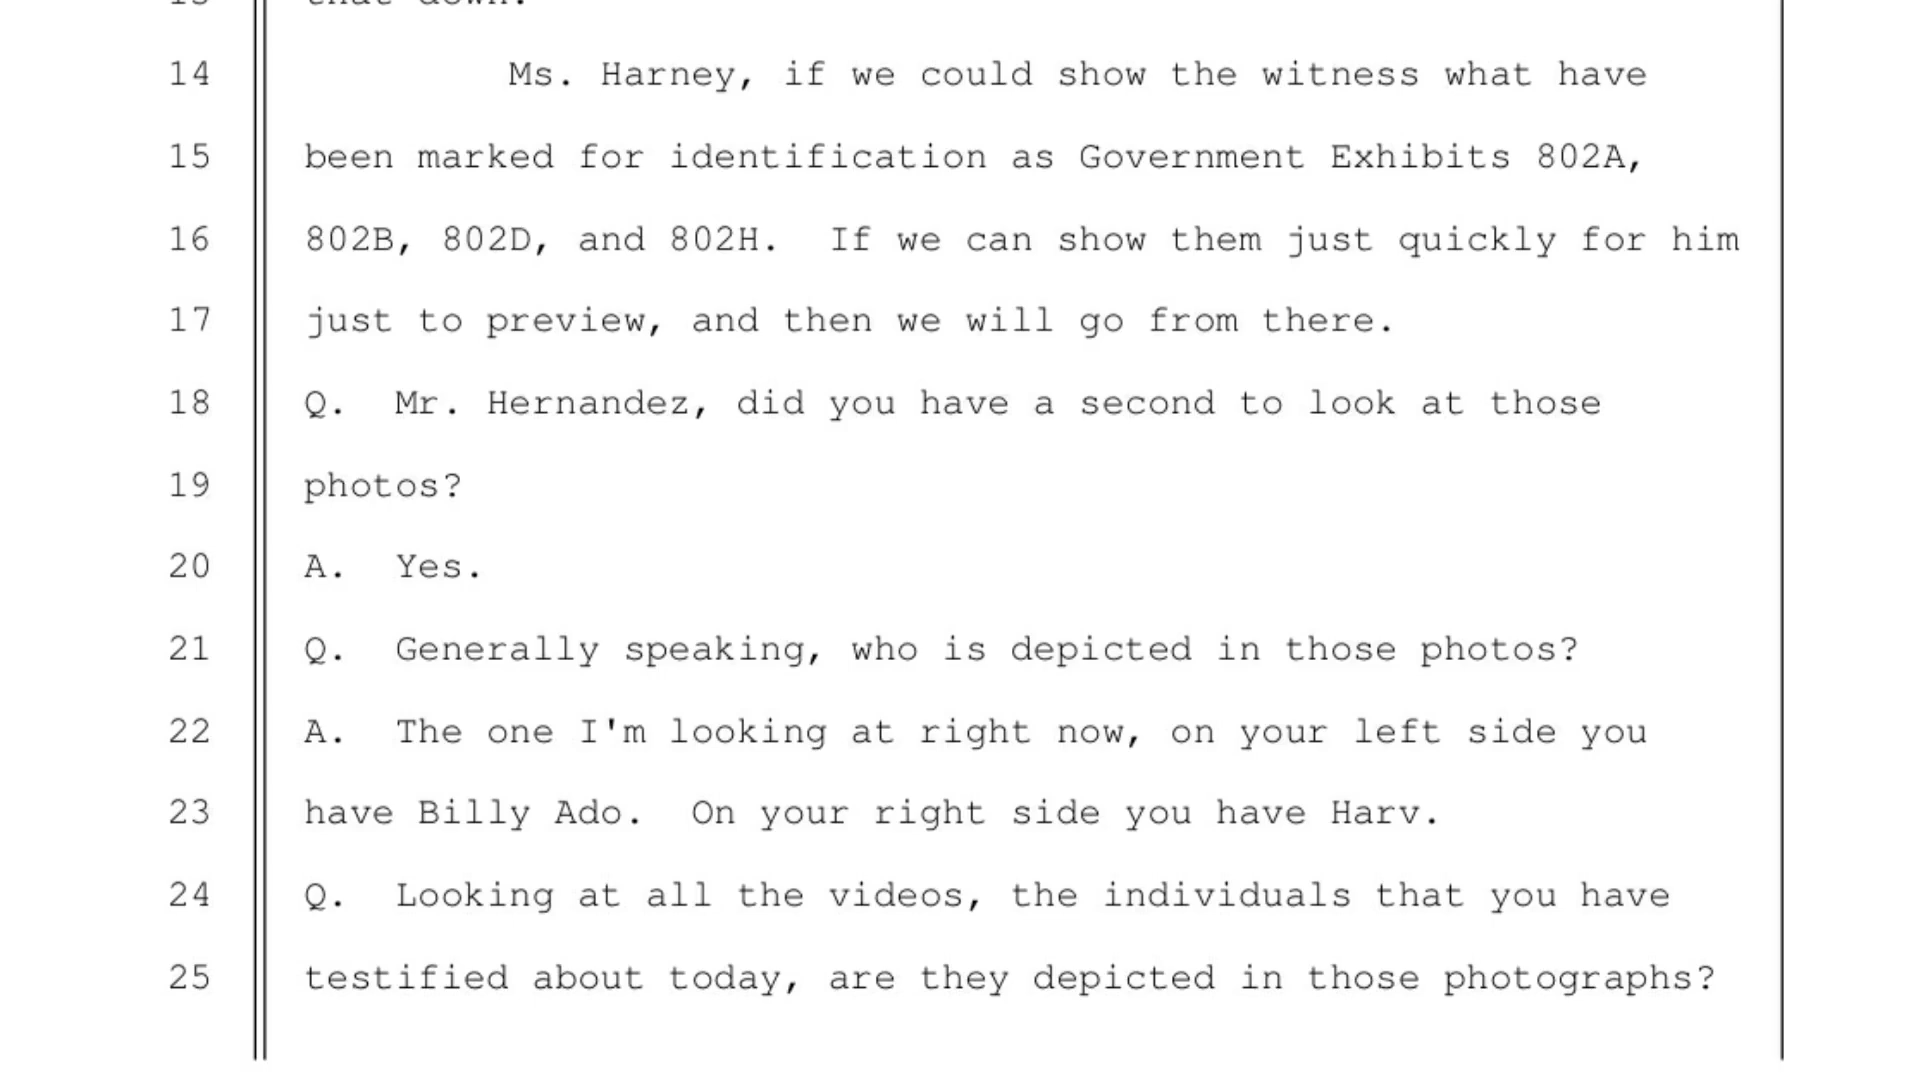 that down.
14 Ms. Harney, if we could show the witness what have
15 been marked for identification as Government Exhibits 802A,
16 802B, 802D, and 802H.  If we can show them just quickly for him
17 just to preview, and then we will go from there.
18 Q.  Mr. Hernandez, did you have a second to look at those
19 photos?
20 A.  Yes.
21 Q.  Generally speaking, who is depicted in those photos?
22 A.  The one I'm looking at right now, on your left side you
23 have Billy Ado.  On your right side you have Harv.
24 Q.  Looking at all the videos, the individuals that you have
25 testified about today, are they depicted in those photographs?